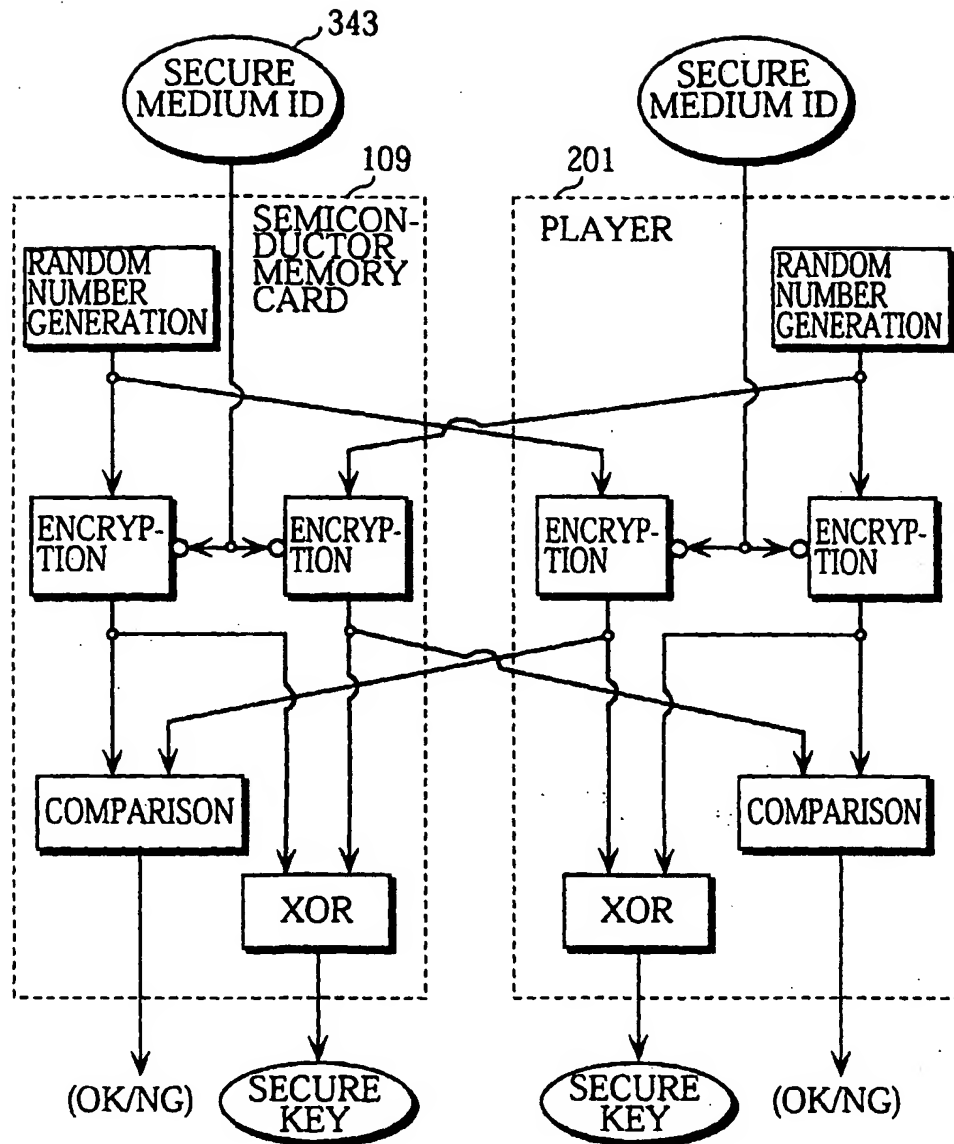 343
SECURE
MEDIUM ID
SECURE
MEDIUM ID
109
201
SEMICON-
DUCTOR
MEMORY
CARD
PLAYER
RANDOM
NUMBER
GENERATION
RANDOM
NUMBER
GENERATION
ENCRYP-
TION
ENCRYP-
TION
ENCRYP-
TION
ENCRYP-
TION
COMPARISON
COMPARISON
XOR
XOR
(OK/NG)
SECURE
KEY
SECURE
KEY
(OK/NG)